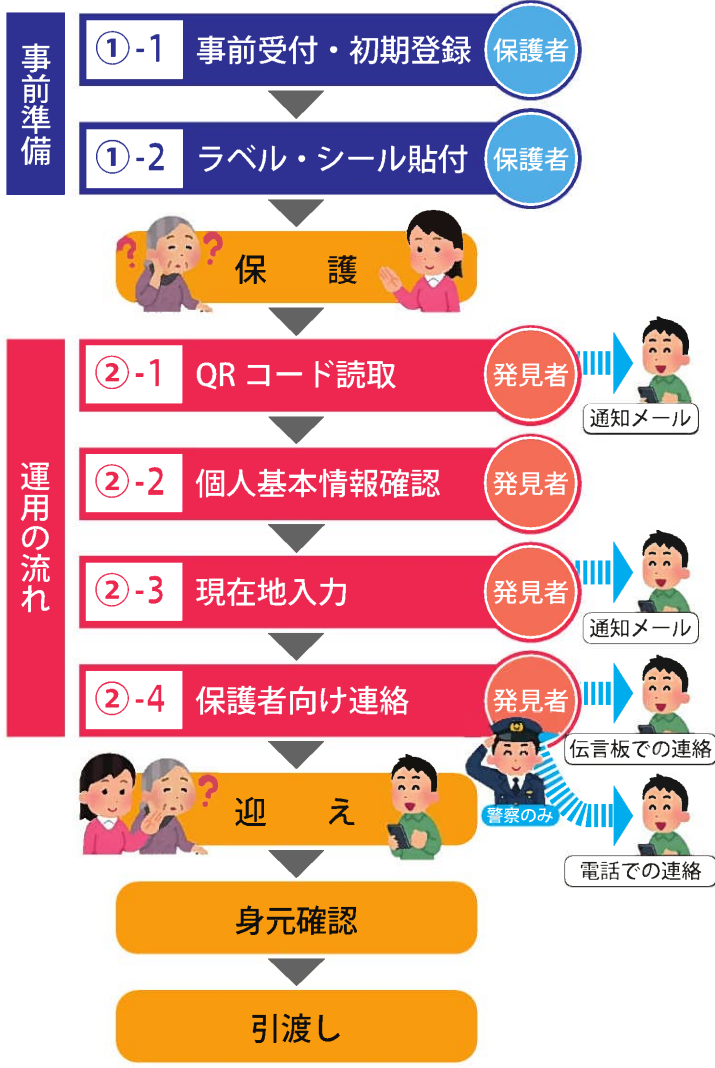 事前準備
①-1 事前受付・初期登録 保護者
①-2 ラベル・シール貼付 保護者
? ?
保 護
運用の流れ
②-1 QRコード読取 発見者
通知メール
②-2 個人基本情報確認 発見者
②-3 現在地入力 発見者
通知メール
②-4 保護者向け連絡 発見者
伝言板での連絡
警察のみ
電話での連絡
?
迎 え
身元確認
引渡し